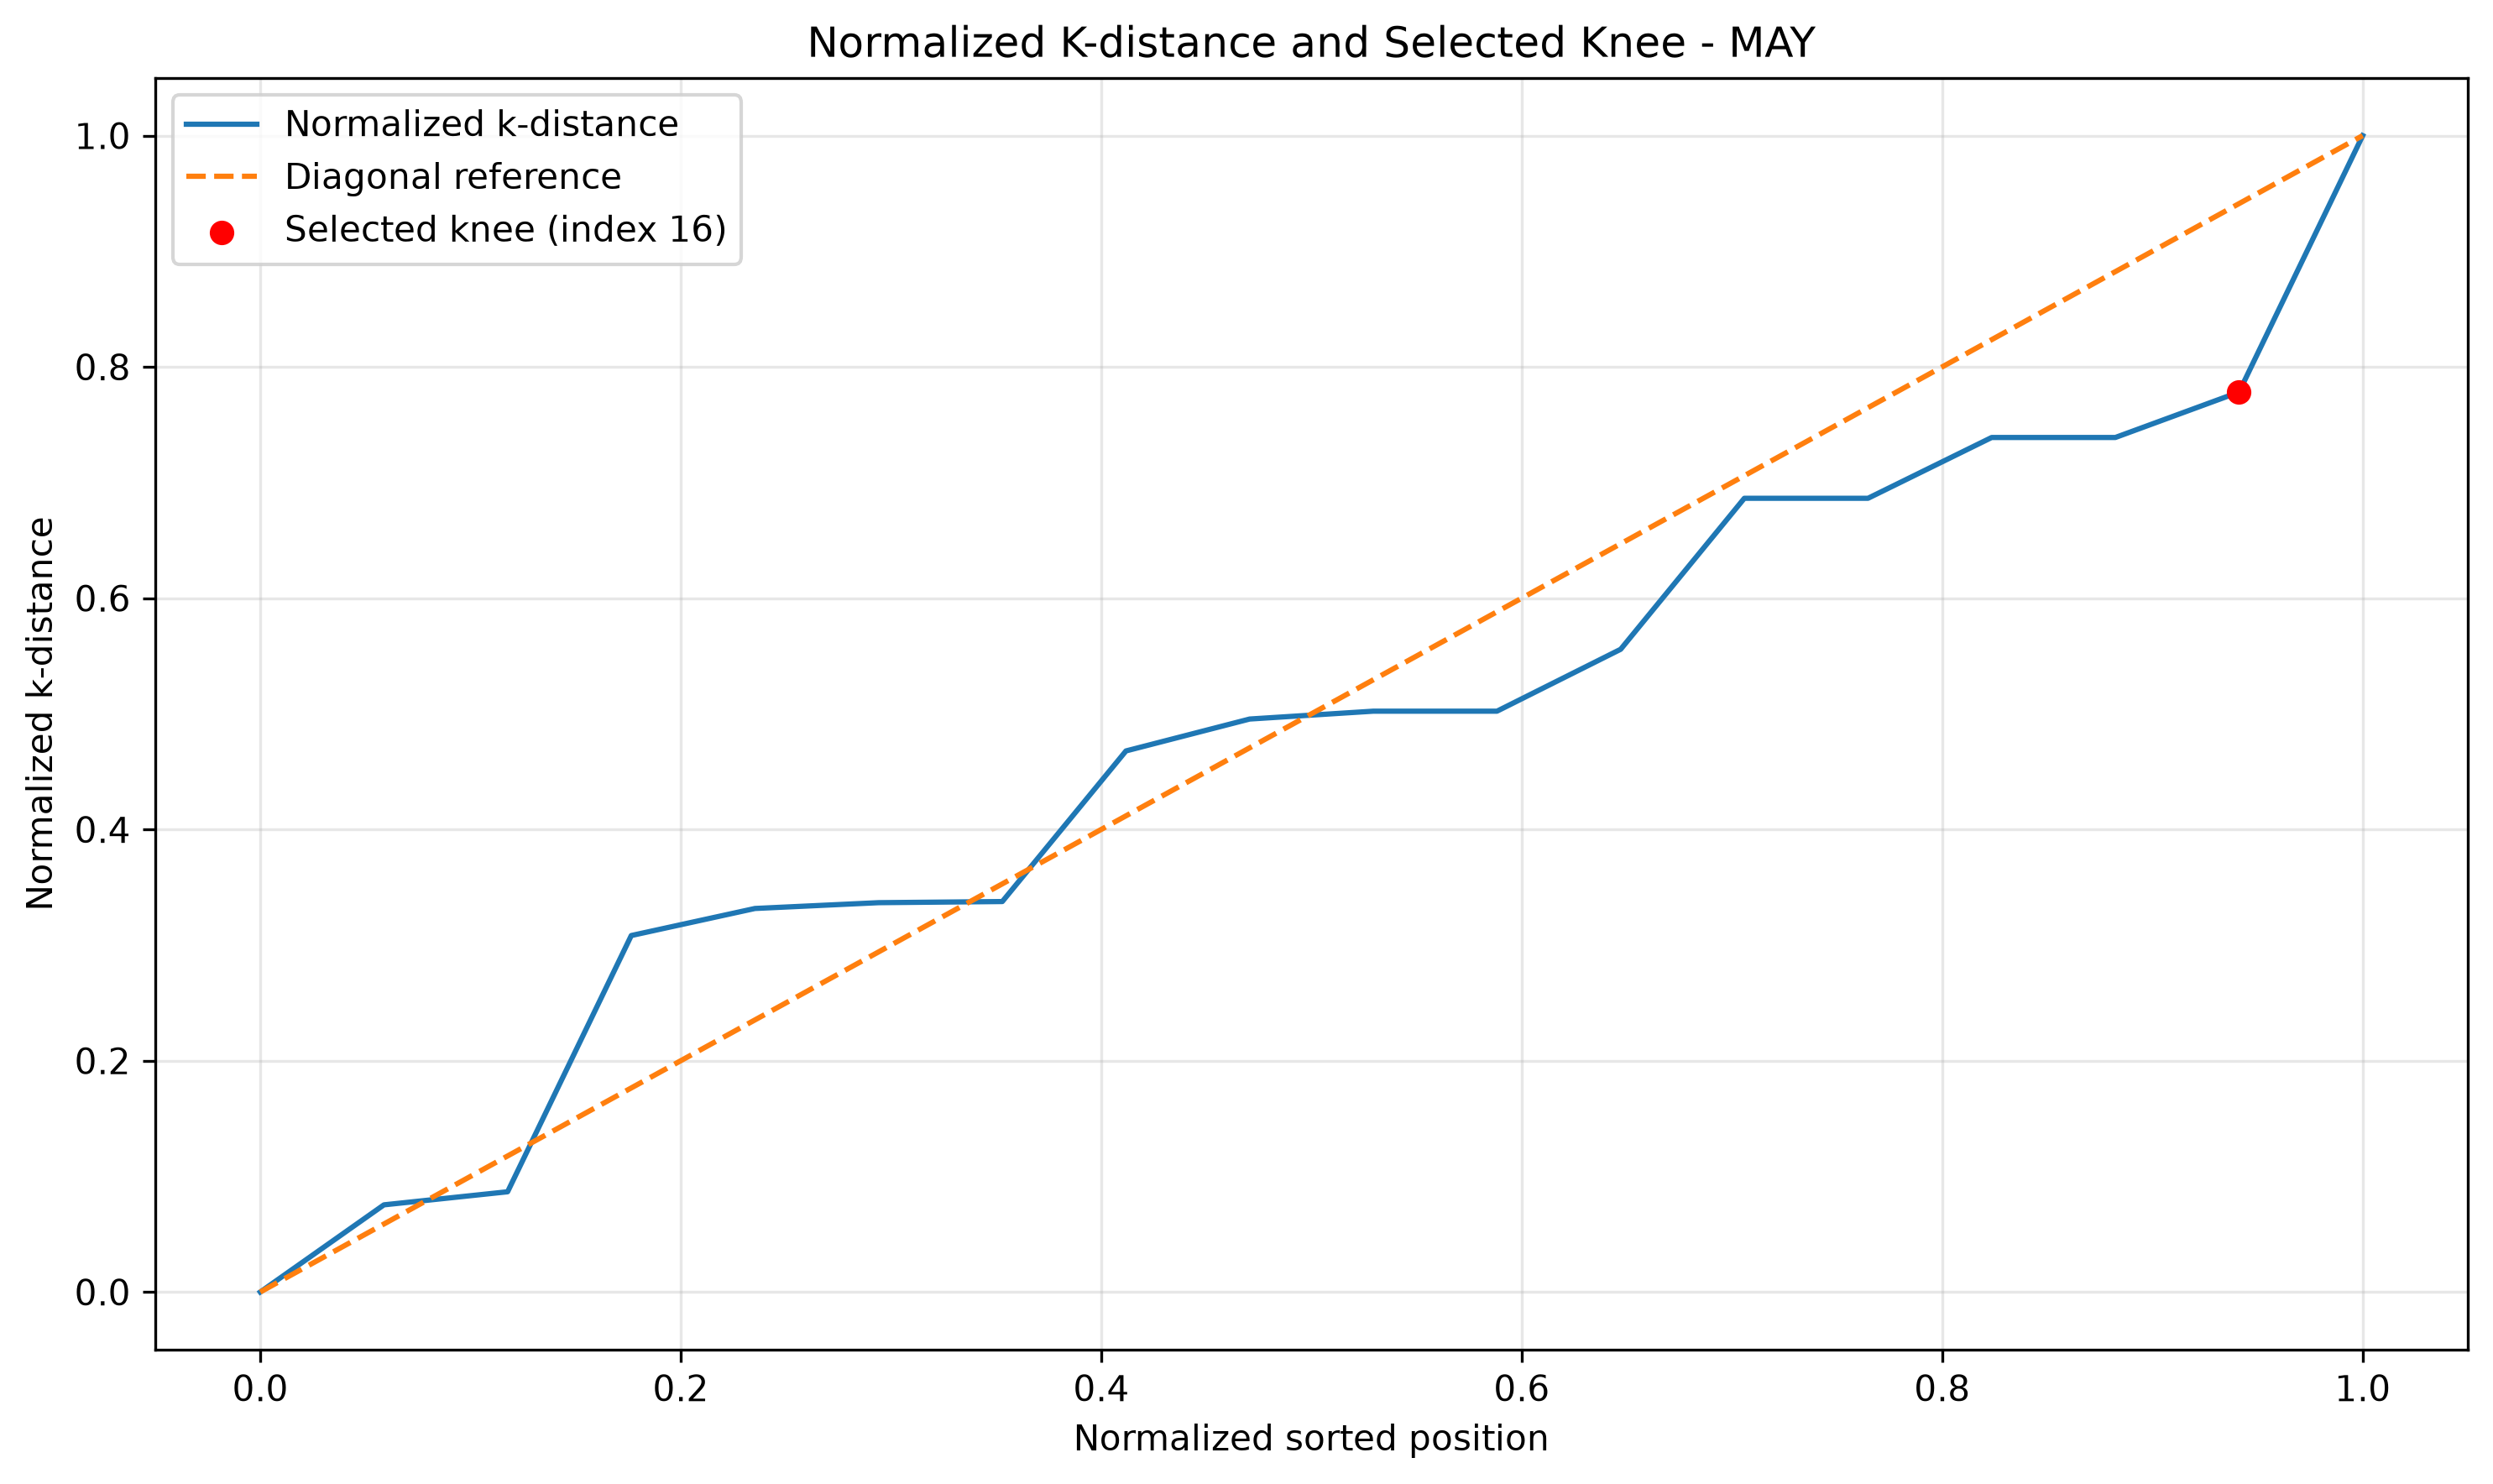 Normalized K-distance and Selected Knee - MAY
Normalized k-distance
Diagonal reference
Selected knee (index 16)
1.0
0.8
0.6
0.4
0.2
0.0
Normalized k-distance
0.0 0.2 0.4 0.6 0.8 1.0
Normalized sorted position